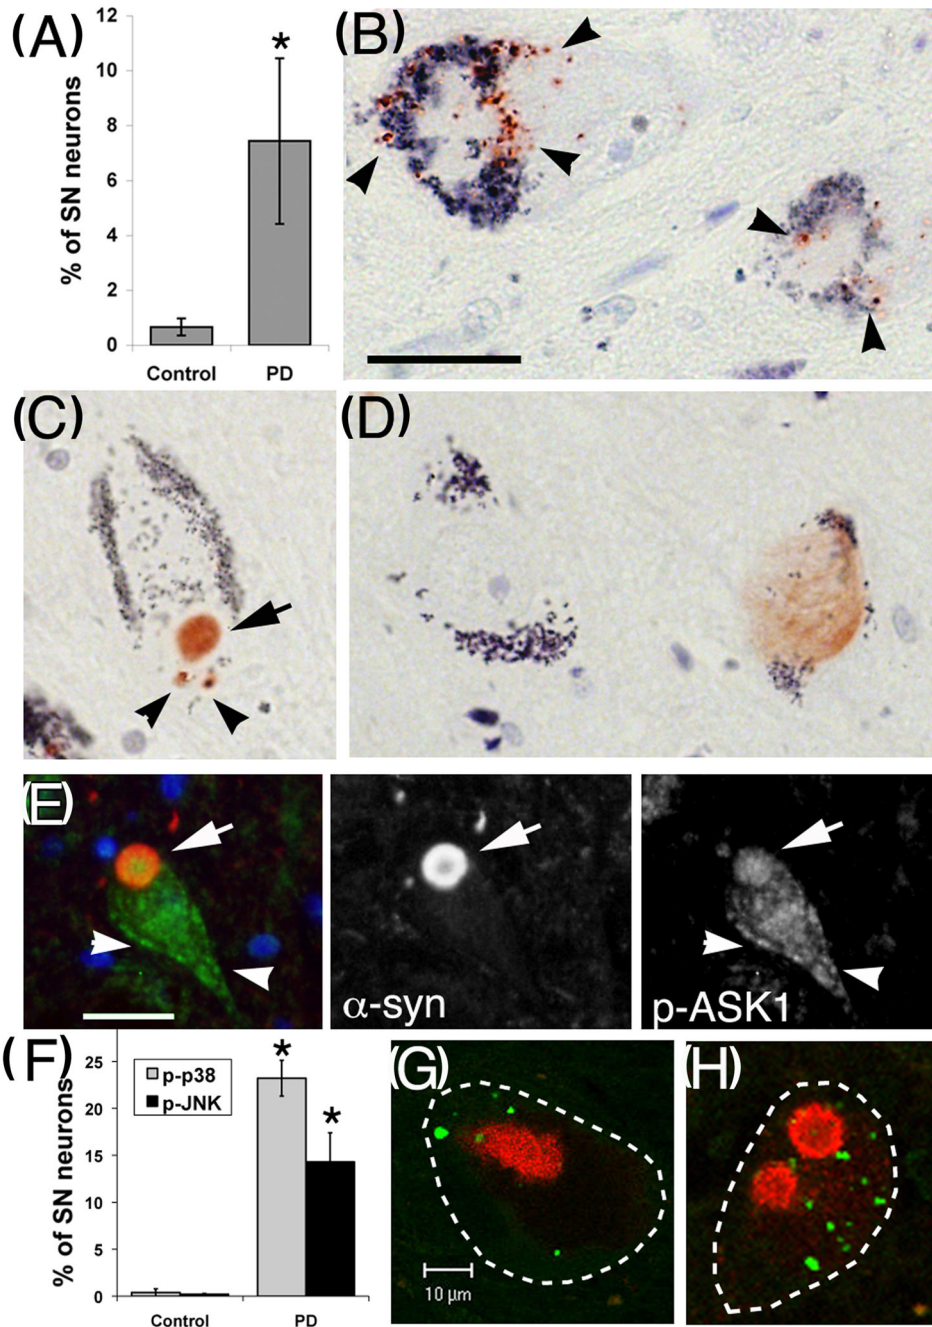 (A)
% of SN neurons
12
10
8
6
4
2
0
*
Control PD
(B)
(C)
(D)
(E)
α-syn
p-ASK1
(F)
% of SN neurons
25
20
15
10
5
0
p-p38
p-JNK
*
*
Control PD
(G)
10 µm
(H)